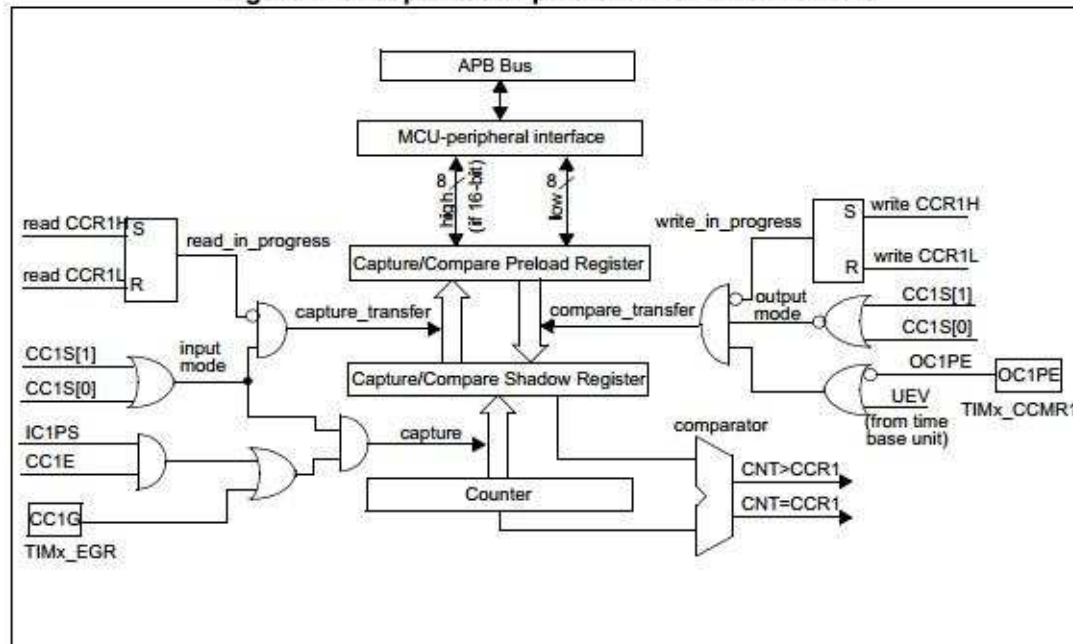 APB Bus
MCU-peripheral interface
8
high
(if 16-bit)
8
low
read CCR1H
S
read_in_progress
read CCR1L
R
write_in_progress
S
write CCR1H
R
write CCR1L
Capture/Compare Preload Register
capture_transfer
compare_transfer
output
mode
CC1S[1]
CC1S[0]
CC1S[1]
CC1S[0]
input
mode
Capture/Compare Shadow Register
OC1PE
OC1PE
UEV
(from time
base unit)
TIMx_CCMR1
IC1PS
CC1E
capture
comparator
Counter
CNT>CCR1
CNT=CCR1
CC1G
TIMx_EGR